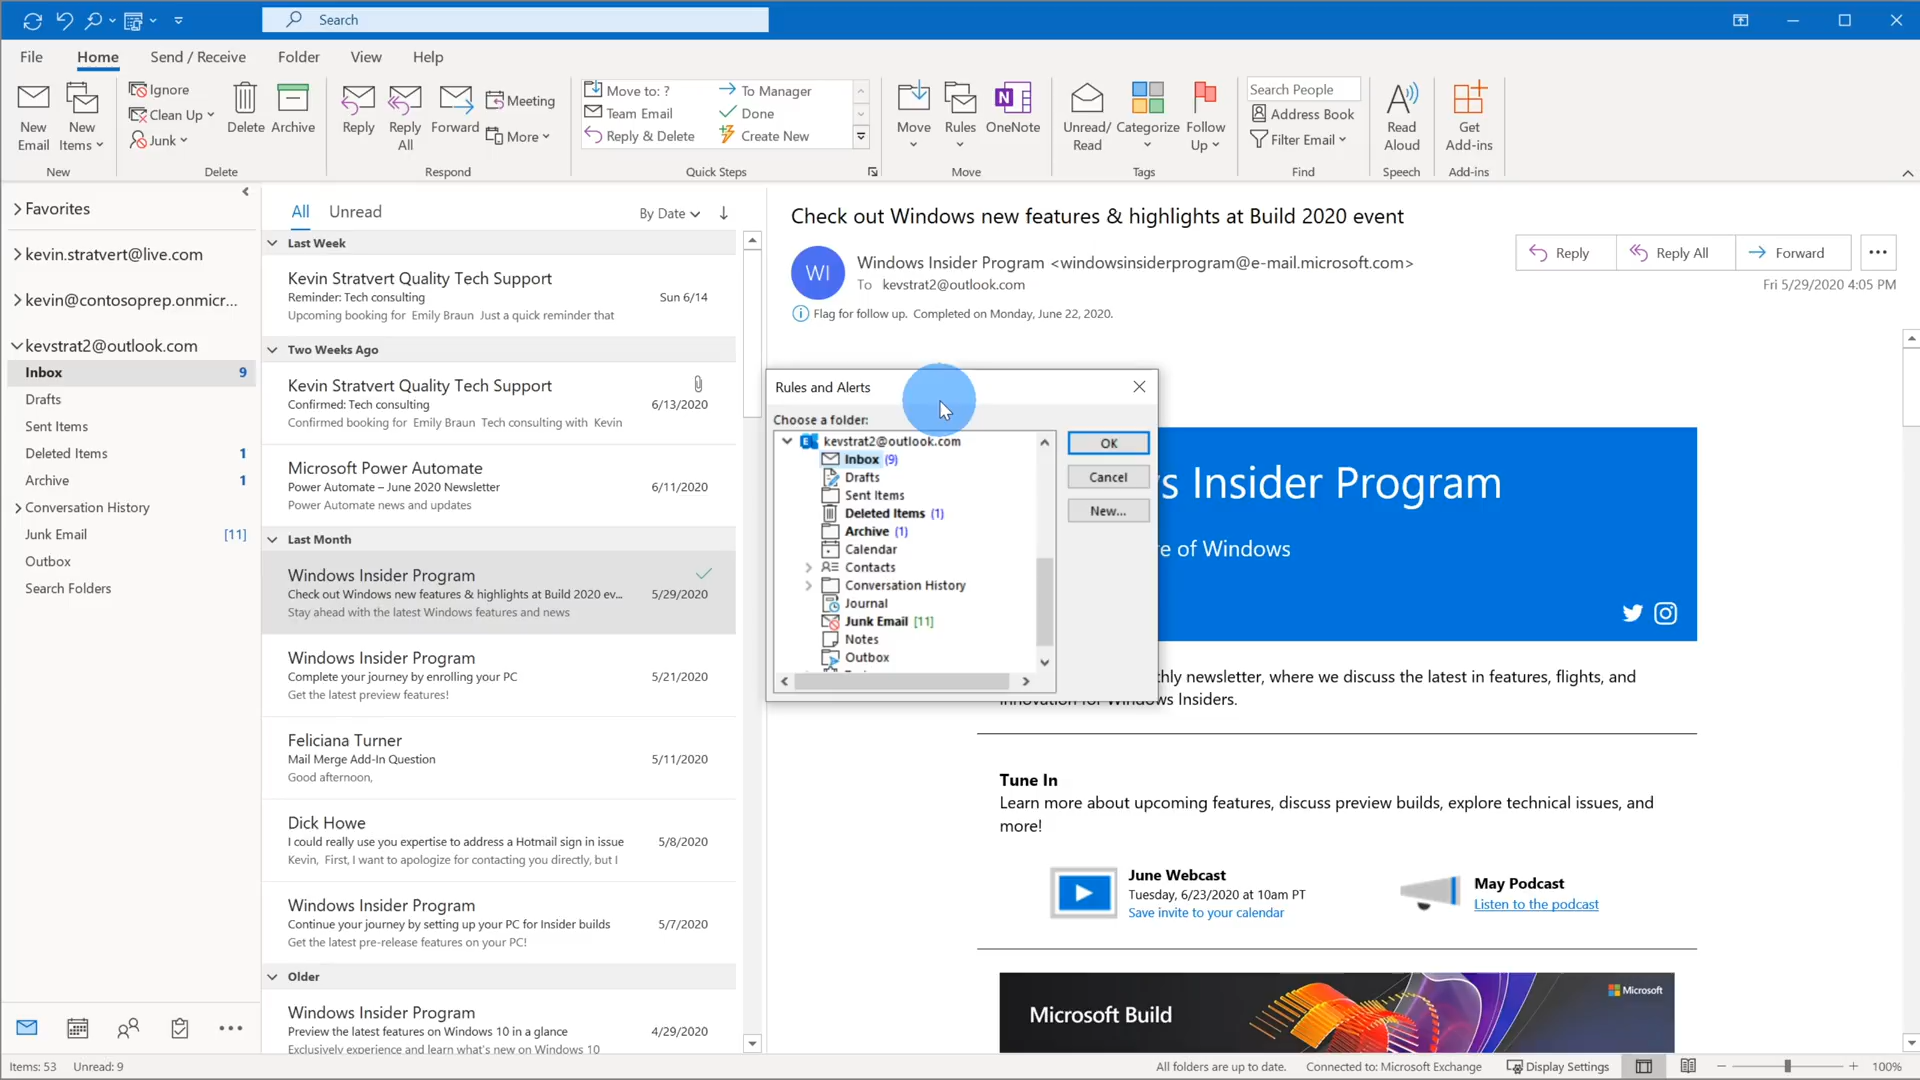 Search
File Home Send / Receive Folder View Help
New Email
New Items
New
Ignore
Clean Up
Junk
Delete
Archive
Delete
Reply
Reply All
Forward
Meeting
More
Respond
Move to: ? To Manager
Team Email Done
Reply & Delete Create New
Quick Steps
Move
Rules
OneNote
Move
Unread/ Read
Categorize
Follow Up
Tags
Search People
Address Book
Filter Email
Find
Read Aloud
Speech
Get Add-ins
Add-ins
Favorites
kevin.stratvert@live.com
kevin@contosoprep.onmicr...
kevstrat2@outlook.com
Inbox 9
Drafts
Sent Items
Deleted Items 1
Archive 1
Conversation History
Junk Email [11]
Outbox
Search Folders
All Unread By Date
Last Week
Kevin Stratvert Quality Tech Support
Reminder: Tech consulting Sun 6/14
Upcoming booking for Emily Braun Just a quick reminder that
Two Weeks Ago
Kevin Stratvert Quality Tech Support
Confirmed: Tech consulting 6/13/2020
Confirmed booking for Emily Braun Tech consulting with Kevin
Microsoft Power Automate
Power Automate – June 2020 Newsletter 6/11/2020
Power Automate news and updates
Last Month
Windows Insider Program
Check out Windows new features & highlights at Build 2020 ev... 5/29/2020
Stay ahead with the latest Windows features and news
Windows Insider Program
Complete your journey by enrolling your PC 5/21/2020
Get the latest preview features!
Feliciana Turner
Mail Merge Add-In Question 5/11/2020
Good afternoon,
Dick Howe
I could really use you expertise to address a Hotmail sign in issue 5/8/2020
Kevin, First, I want to apologize for contacting you directly, but I
Windows Insider Program
Continue your journey by setting up your PC for Insider builds 5/7/2020
Get the latest pre-release features on your PC!
Older
Windows Insider Program
Preview the latest features on Windows 10 in a glance 4/29/2020
Exclusively experience and learn what's new on Windows 10
Check out Windows new features & highlights at Build 2020 event
WI
Windows Insider Program <windowsinsiderprogram@e-mail.microsoft.com>
To kevstrat2@outlook.com
Reply Reply All Forward
Fri 5/29/2020 4:05 PM
Flag for follow up. Completed on Monday, June 22, 2020.
Rules and Alerts
Choose a folder:
kevstrat2@outlook.com
Inbox (9)
Drafts
Sent Items
Deleted Items (1)
Archive (1)
Calendar
Contacts
Conversation History
Journal
Junk Email [11]
Notes
Outbox
OK
Cancel
New...
s Insider Program
re of Windows
thly newsletter, where we discuss the latest in features, flights, and
innovation for Windows Insiders.
Tune In
Learn more about upcoming features, discuss preview builds, explore technical issues, and
more!
June Webcast
Tuesday, 6/23/2020 at 10am PT
Save invite to your calendar
May Podcast
Listen to the podcast
Microsoft Build
Microsoft
Items: 53 Unread: 9
All folders are up to date. Connected to: Microsoft Exchange Display Settings 100%